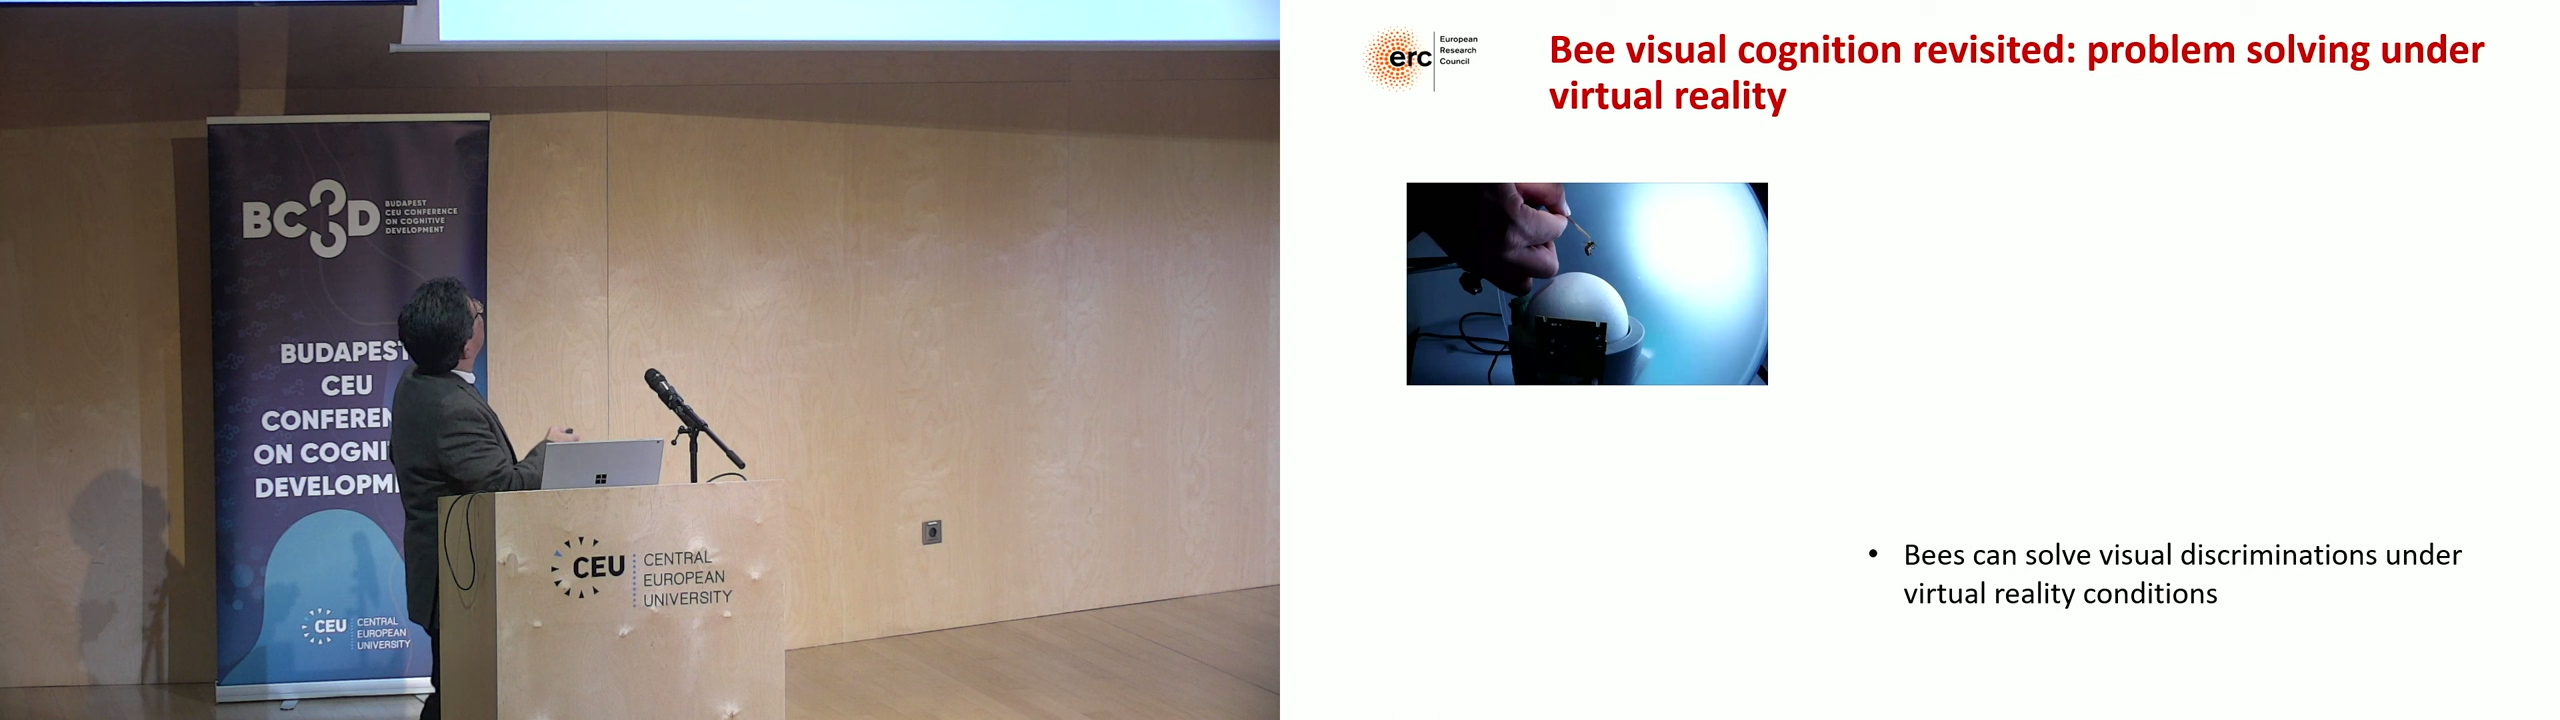 BC3D
BUDAPEST
CEU CONFERENCE
ON COGNITIVE
DEVELOPMENT
BUDAPEST
CEU
CONFEREN
ON COGNI
DEVELOPM
CEU
CENTRAL
EUROPEAN
UNIVERSITY
CEU
CENTRAL
EUROPEAN
UNIVERSITY
erc
European
Research
Council
Bee visual cognition revisited: problem solving under
virtual reality
• Bees can solve visual discriminations under
virtual reality conditions